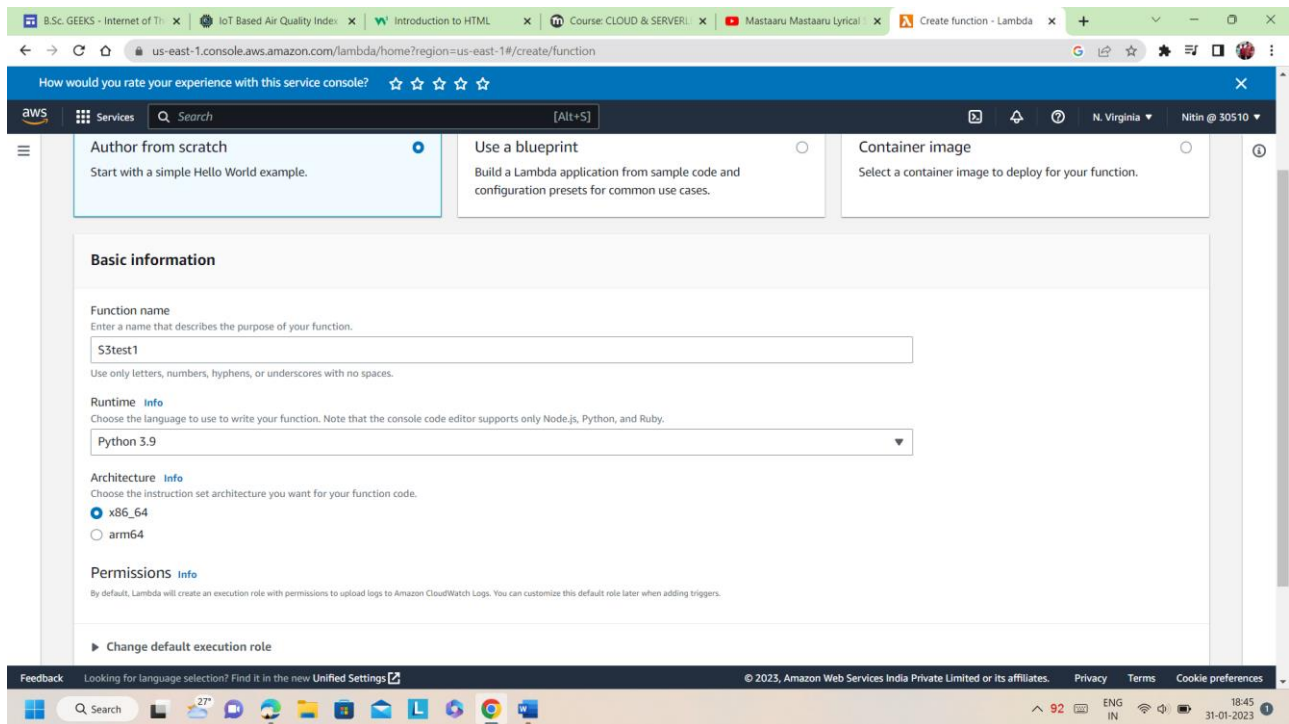 B.Sc. GEEKS - Internet of Th
IoT Based Air Quality Index
Introduction to HTML
Course: CLOUD & SERVERL
Mastaaru Mastaaru Lyrical
Create function - Lambda
us-east-1.console.aws.amazon.com/lambda/home?region=us-east-1#/create/function
How would you rate your experience with this service console?
aws Services Search [Alt+S] N. Virginia ▼ Nitin @ 30510 ▼
Author from scratch
Start with a simple Hello World example.
Use a blueprint
Build a Lambda application from sample code and
configuration presets for common use cases.
Container image
Select a container image to deploy for your function.
Basic information
Function name
Enter a name that describes the purpose of your function.
S3test1
Use only letters, numbers, hyphens, or underscores with no spaces.
Runtime Info
Choose the language to use to write your function. Note that the console code editor supports only Node.js, Python, and Ruby.
Python 3.9
Architecture Info
Choose the instruction set architecture you want for your function code.
x86_64
arm64
Permissions Info
By default, Lambda will create an execution role with permissions to upload logs to Amazon CloudWatch Logs. You can customize this default role later when adding triggers.
▶ Change default execution role
Feedback Looking for language selection? Find it in the new Unified Settings © 2023, Amazon Web Services India Private Limited or its affiliates. Privacy Terms Cookie preferences
Search 27° L 92 ENG 18:45
IN 31-01-2023 1